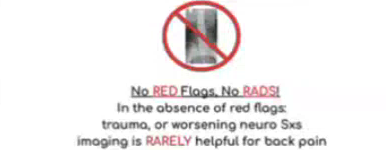 No RED Flags, No RADS!
In the absence of red flags:
trauma, or worsening neuro Sxs
imaging is RARELY helpful for back pain